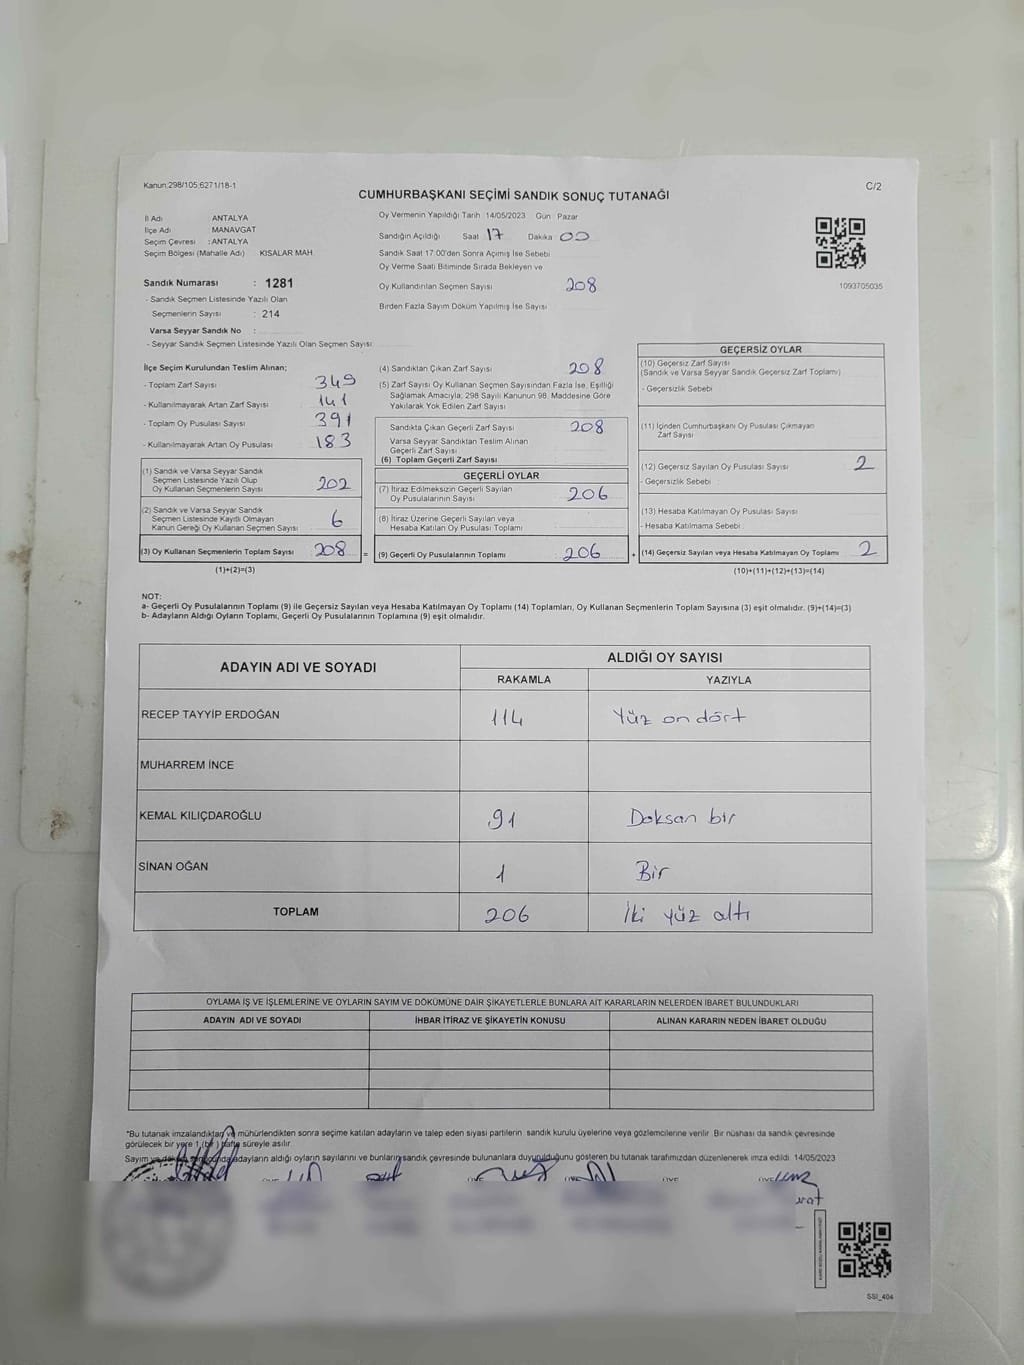 Kanun:298/105;6271/18-1
C/2
CUMHURBAŞKANI SEÇİMİ SANDIK SONUÇ TUTANAĞI
İl Adı ANTALYA
İlçe Adı MANAVGAT
Seçim Çevresi : ANTALYA
Seçim Bölgesi (Mahalle Adı) KISALAR MAH.
Sandık Numarası : 1281
- Sandık Seçmen Listesinde Yazılı Olan
Seçmenlerin Sayısı : 214
Varsa Seyyar Sandık No :
- Seyyar Sandık Seçmen Listesinde Yazılı Olan Seçmen Sayısı:
Oy Vermenin Yapıldığı Tarih 14/05/2023 Gün : Pazar
Sandığın Açıldığı Saat 17 Dakika 00
Sandık Saat 17:00'den Sonra Açımış İse Sebebi
Oy Verme Saati Bitiminde Sırada Bekleyen ve
Oy Kullandırılan Seçmen Sayısı 208
Birden Fazla Sayım Döküm Yapılmış İse Sayısı
1093705035
İlçe Seçim Kurulundan Teslim Alınan;
- Toplam Zarf Sayısı 349
- Kullanılmayarak Artan Zarf Sayısı 141
- Toplam Oy Pusulası Sayısı 391
- Kullanılmayarak Artan Oy Pusulası 183
(1) Sandık ve Varsa Seyyar Sandık
Seçmen Listesinde Yazılı Olup
Oy Kullanan Seçmenlerin Sayısı 202
(2) Sandık ve Varsa Seyyar Sandık
Seçmen Listesinde Kayıtlı Olmayan
Kanun Gereği Oy Kullanan Seçmen Sayısı 6
(3) Oy Kullanan Seçmenlerin Toplam Sayısı 208 =
(1)+(2)=(3)
(4) Sandıktan Çıkan Zarf Sayısı 208
(5) Zarf Sayısı Oy Kullanan Seçmen Sayısından Fazla İse, Eşitliği
Sağlamak Amacıyla; 298 Sayılı Kanunun 98. Maddesine Göre
Yakılarak Yok Edilen Zarf Sayısı
Sandıkta Çıkan Geçerli Zarf Sayısı 208
Varsa Seyyar Sandıktan Teslim Alınan
Geçerli Zarf Sayısı
(6) Toplam Geçerli Zarf Sayısı
GEÇERLİ OYLAR
(7) İtiraz Edilmeksizin Geçerli Sayılan
Oy Pusulalarının Sayısı 206
(8) İtiraz Üzerine Geçerli Sayılan veya
Hesaba Katılan Oy Pusulası Toplamı
(9) Geçerli Oy Pusulalarının Toplamı 206 +
GEÇERSİZ OYLAR
(10) Geçersiz Zarf Sayısı
(Sandık ve Varsa Seyyar Sandık Geçersiz Zarf Toplamı)
- Geçersizlik Sebebi
(11) İçinden Cumhurbaşkanı Oy Pusulası Çıkmayan
Zarf Sayısı
(12) Geçersiz Sayılan Oy Pusulası Sayısı 2
- Geçersizlik Sebebi
(13) Hesaba Katılmayan Oy Pusulası Sayısı
- Hesaba Katılmama Sebebi
(14) Geçersiz Sayılan veya Hesaba Katılmayan Oy Toplamı 2
(10)+(11)+(12)+(13)=(14)
NOT:
a- Geçerli Oy Pusulalarının Toplamı (9) ile Geçersiz Sayılan veya Hesaba Katılmayan Oy Toplamı (14) Toplamları, Oy Kullanan Seçmenlerin Toplam Sayısına (3) eşit olmalıdır. (9)+(14)=(3)
b- Adayların Aldığı Oyların Toplamı, Geçerli Oy Pusulalarının Toplamına (9) eşit olmalıdır.
ADAYIN ADI VE SOYADI ALDIĞI OY SAYISI
RAKAMLA YAZIYLA
RECEP TAYYİP ERDOĞAN 114 Yüz on dört
MUHARREM İNCE
KEMAL KILIÇDAROĞLU 91 Doksan bir
SİNAN OĞAN 1 Bir
TOPLAM 206 İki yüz altı
OYLAMA İŞ VE İŞLEMLERİNE VE OYLARIN SAYIM VE DÖKÜMÜNE DAİR ŞİKAYETLERLE BUNLARA AİT KARARLARIN NELERDEN İBARET BULUNDUKLARI
ADAYIN ADI VE SOYADI İHBAR İTİRAZ VE ŞİKAYETİN KONUSU ALINAN KARARIN NEDEN İBARET OLDUĞU
*Bu tutanak imzalandıktan ve mühürlendikten sonra seçime katılan adayların ve talep eden siyasi partilerin sandık kurulu üyelerine veya gözlemcilerine verilir. Bir nüshası da sandık çevresinde
görülecek bir yere 1 (bir) hafta süreyle asılır.
Sayım ve döküm sonucunda adayların aldığı oyların sayılarını ve bunların sandık çevresinde bulunanlara duyurulduğunu gösteren bu tutanak tarafımızdan düzenlenerek imza edildi. 14/05/2023
SSI_404